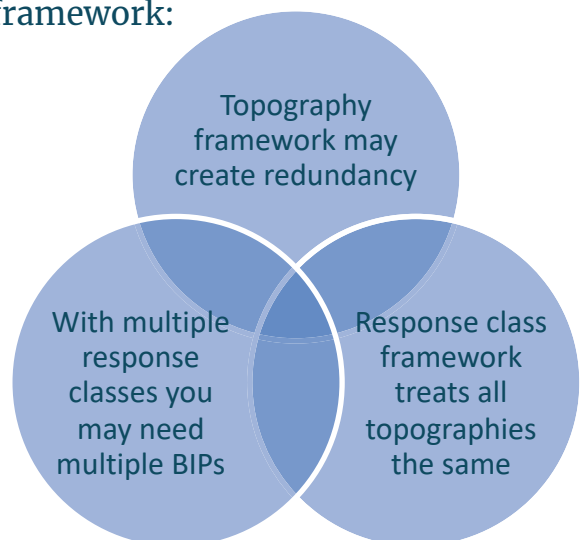 framework:
Topography
framework may
create redundancy
With multiple
response
classes you
may need
multiple BIPs
Response class
framework
treats all
topographies
the same